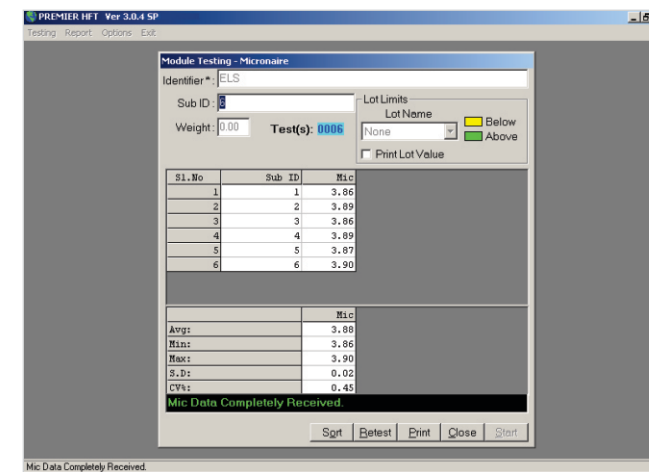 PREMIER HFT Ver 3.0.4 SP
Testing Report Options Exit
Module Testing - Micronaire
Identifier* : ELS
Sub ID : 6
Weight : 0.00 Test(s): 0006
Lot Limits
Lot Name
None
Below
Above
Print Lot Value
Sl.No Sub ID Mic
1 1 3.86
2 2 3.89
3 3 3.86
4 4 3.89
5 5 3.87
6 6 3.90
Mic
Avg: 3.88
Min: 3.86
Max: 3.90
S.D: 0.02
CV%: 0.45
Mic Data Completely Received.
Sort Retest Print Close Start
Mic Data Completely Received.